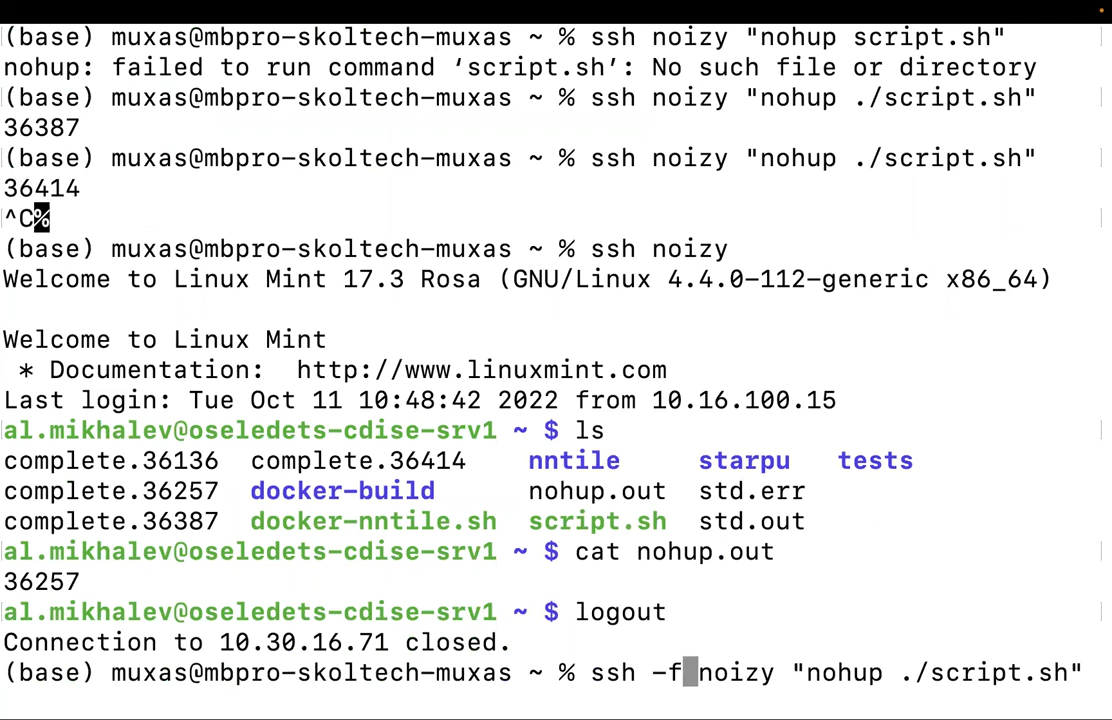 (base) muxas@mbpro-skoltech-muxas ~ % ssh noizy "nohup script.sh"
nohup: failed to run command ‘script.sh’: No such file or directory
(base) muxas@mbpro-skoltech-muxas ~ % ssh noizy "nohup ./script.sh"
36387
(base) muxas@mbpro-skoltech-muxas ~ % ssh noizy "nohup ./script.sh"
36414
^C%
(base) muxas@mbpro-skoltech-muxas ~ % ssh noizy
Welcome to Linux Mint 17.3 Rosa (GNU/Linux 4.4.0-112-generic x86_64)
Welcome to Linux Mint
 * Documentation:  http://www.linuxmint.com
Last login: Tue Oct 11 10:48:42 2022 from 10.16.100.15
al.mikhalev@oseledets-cdise-srv1 ~ $ ls
complete.36136  complete.36414    nntile      starpu   tests
complete.36257  docker-build      nohup.out  std.err
complete.36387  docker-nntile.sh  script.sh  std.out
al.mikhalev@oseledets-cdise-srv1 ~ $ cat nohup.out
36257
al.mikhalev@oseledets-cdise-srv1 ~ $ logout
Connection to 10.30.16.71 closed.
(base) muxas@mbpro-skoltech-muxas ~ % ssh -f noizy "nohup ./script.sh"